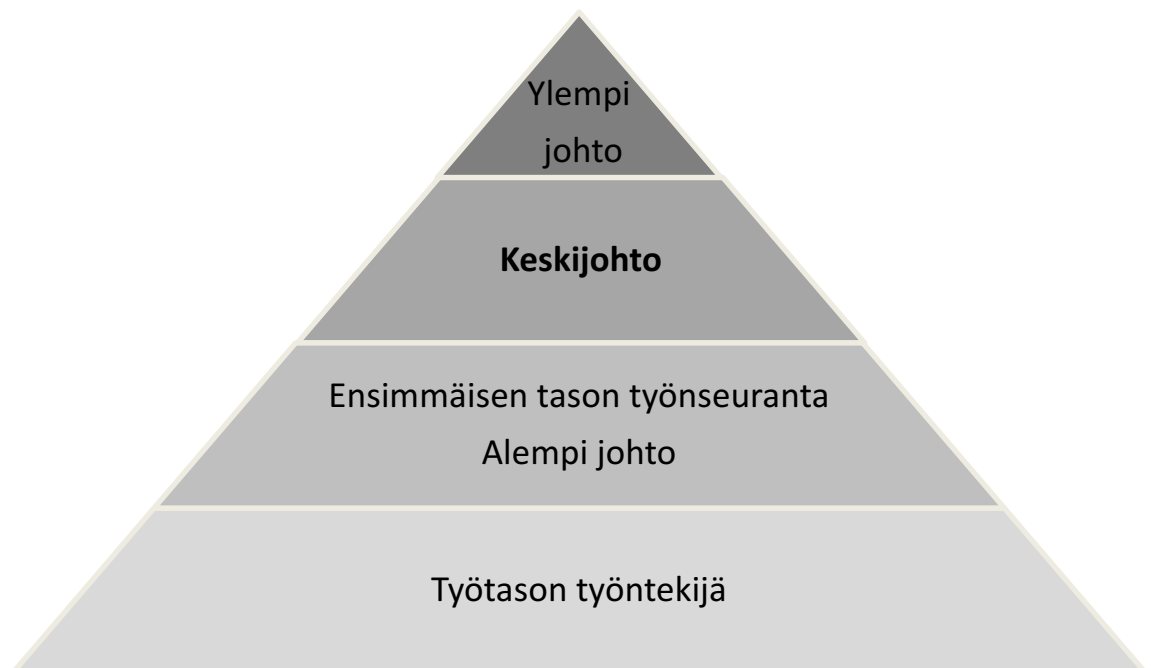 Ylempi
johto
Keskijohto
Ensimmäisen tason työnseuranta
Alempi johto
Työtason työntekijä